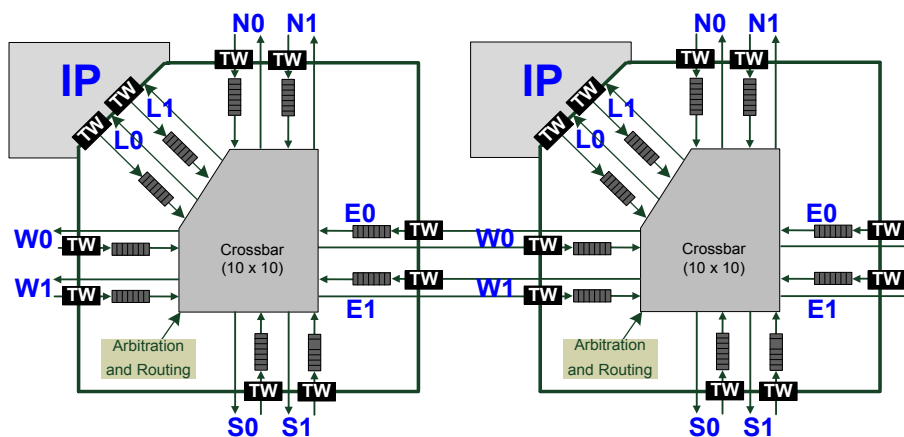 N0 N1 N0 N1
TW TW TW TW
IP IP
TW TW
L1 L1
TW TW
L0 L0
E0 E0
W0 TW TW W0 TW TW
Crossbar Crossbar
(10 x 10) (10 x 10)
W1 TW TW W1 TW TW
E1 E1
Arbitration Arbitration
and Routing and Routing
TW TW TW TW
S0 S1 S0 S1